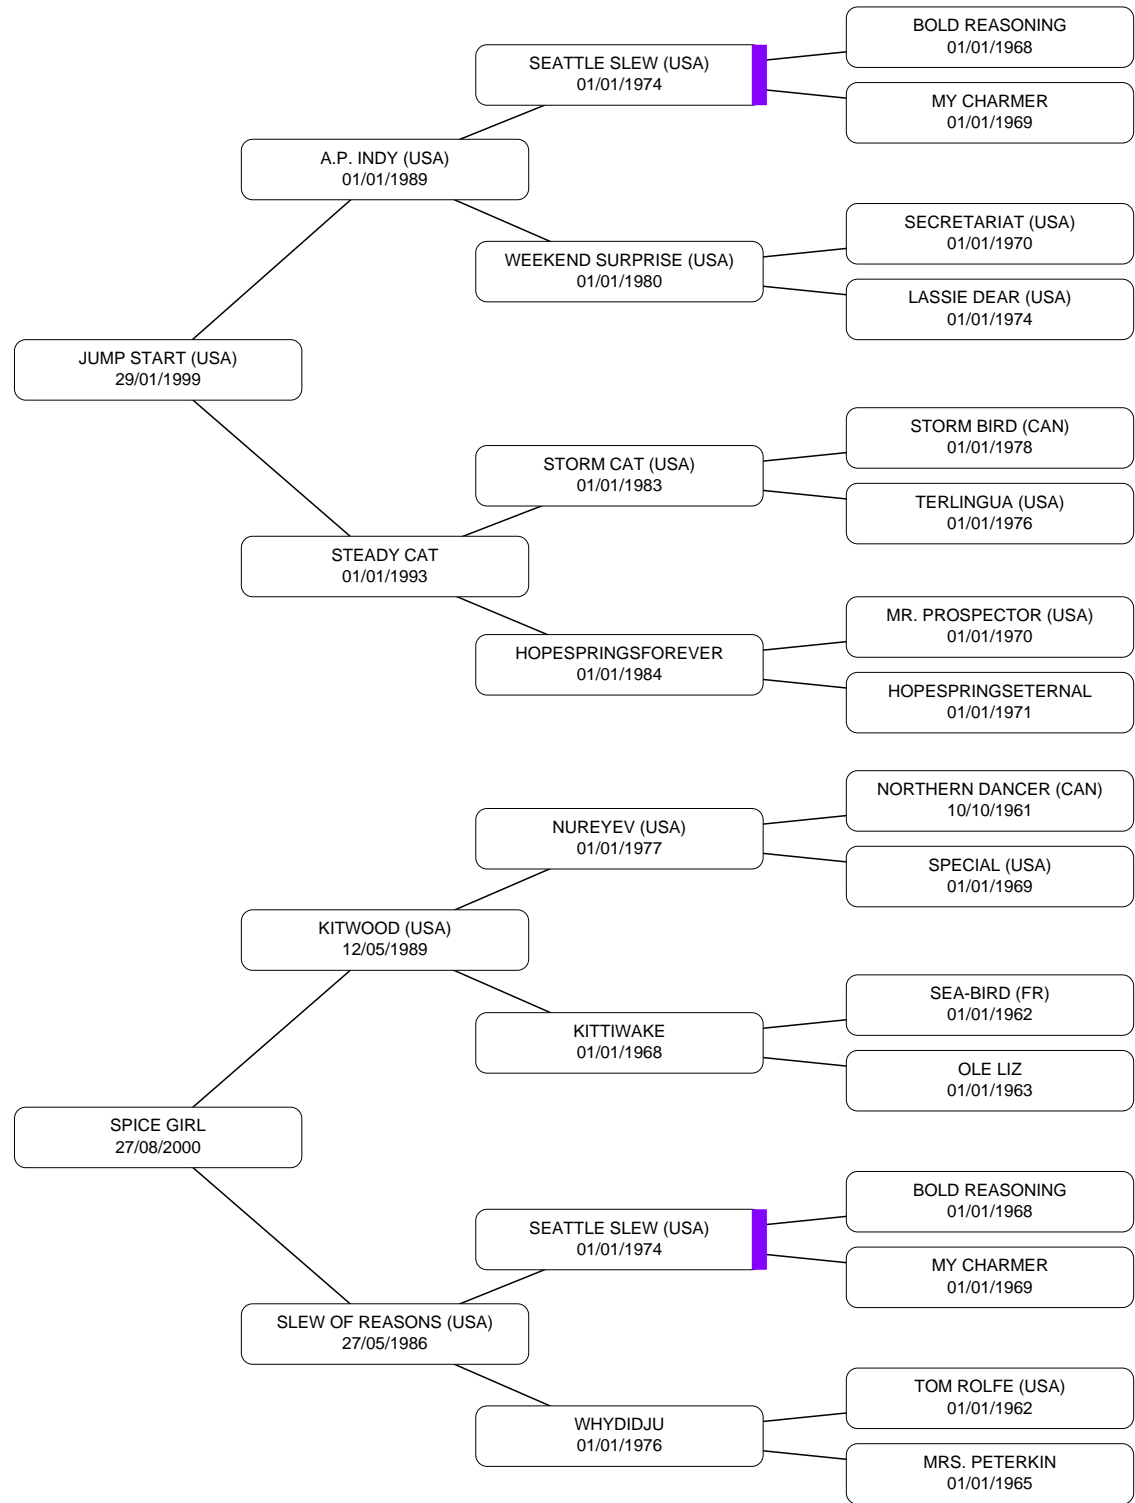 BOLD REASONING
01/01/1968
SEATTLE SLEW (USA)
01/01/1974
MY CHARMER
01/01/1969
A.P. INDY (USA)
01/01/1989
SECRETARIAT (USA)
01/01/1970
WEEKEND SURPRISE (USA)
01/01/1980
LASSIE DEAR (USA)
01/01/1974
JUMP START (USA)
29/01/1999
STORM BIRD (CAN)
01/01/1978
STORM CAT (USA)
01/01/1983
TERLINGUA (USA)
01/01/1976
STEADY CAT
01/01/1993
MR. PROSPECTOR (USA)
01/01/1970
HOPESPRINGSFOREVER
01/01/1984
HOPESPRINGSETERNAL
01/01/1971
NORTHERN DANCER (CAN)
10/10/1961
NUREYEV (USA)
01/01/1977
SPECIAL (USA)
01/01/1969
KITWOOD (USA)
12/05/1989
SEA-BIRD (FR)
01/01/1962
KITTIWAKE
01/01/1968
OLE LIZ
01/01/1963
SPICE GIRL
27/08/2000
BOLD REASONING
01/01/1968
SEATTLE SLEW (USA)
01/01/1974
MY CHARMER
01/01/1969
SLEW OF REASONS (USA)
27/05/1986
TOM ROLFE (USA)
01/01/1962
WHYDIDJU
01/01/1976
MRS. PETERKIN
01/01/1965